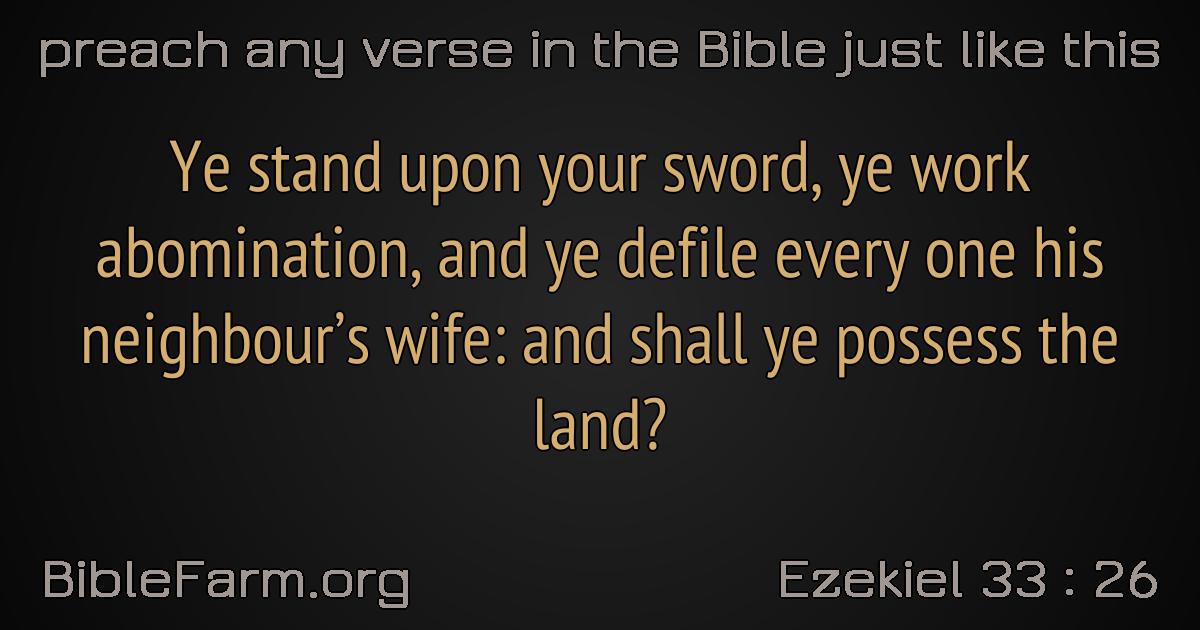 preach any verse in the Bible just like this
Ye stand upon your sword, ye work
abomination, and ye defile every one his
neighbour’s wife: and shall ye possess the
land?
BibleFarm.org
Ezekiel 33 : 26